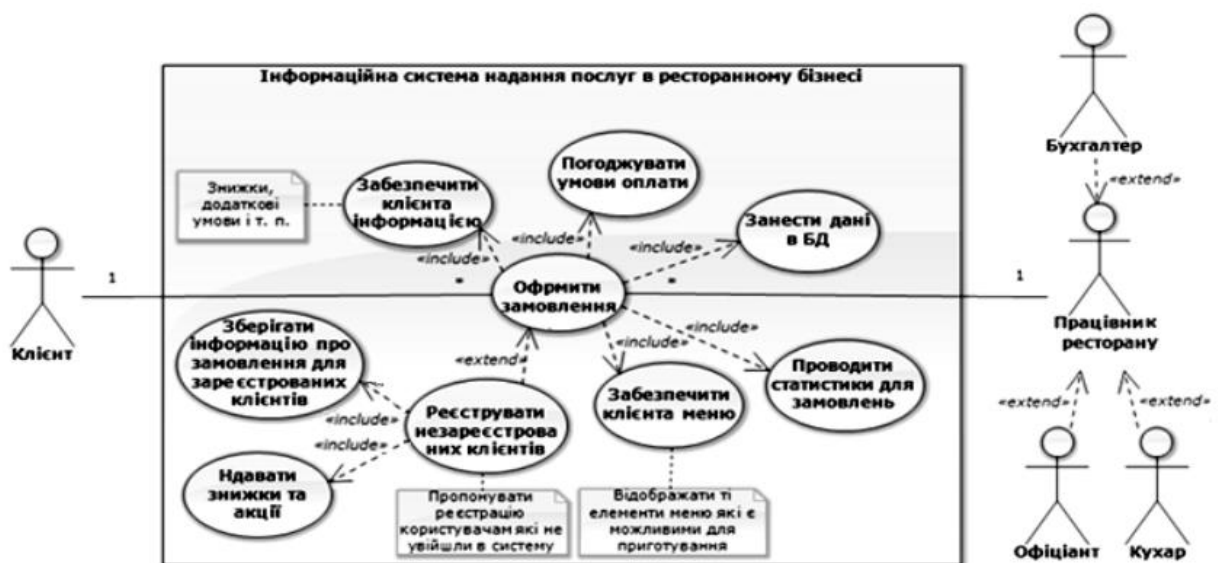 Інформаційна система надання послуг в ресторанному бізнесі
Бухгалтер
«extend»
Погоджувати
умови оплати
Забезпечити
клієнта
інформацією
Знижки,
додаткові
умови і т. п.
Занести дані
в БД
«include»
«include»
«include»
Клієнт
1
*
Офрмити
замовлення
*
1
Працівник
ресторану
Зберігати
інформацію про
замовлення для
зареєстрованих
клієнтів
«extend»
«include»
«include»
Проводити
статистики для
замовлень
Забезпечити
клієнта меню
Реєструвати
незареєстрова
них клієнтів
«include»
«include»
Ндавати
знижки та
акції
«extend»
«extend»
Пропонувати
реєстрацію
користувачам які не
увійшли в систему
Відображати ті
елементи меню які є
можливими для
приготування
Офіціант
Кухар